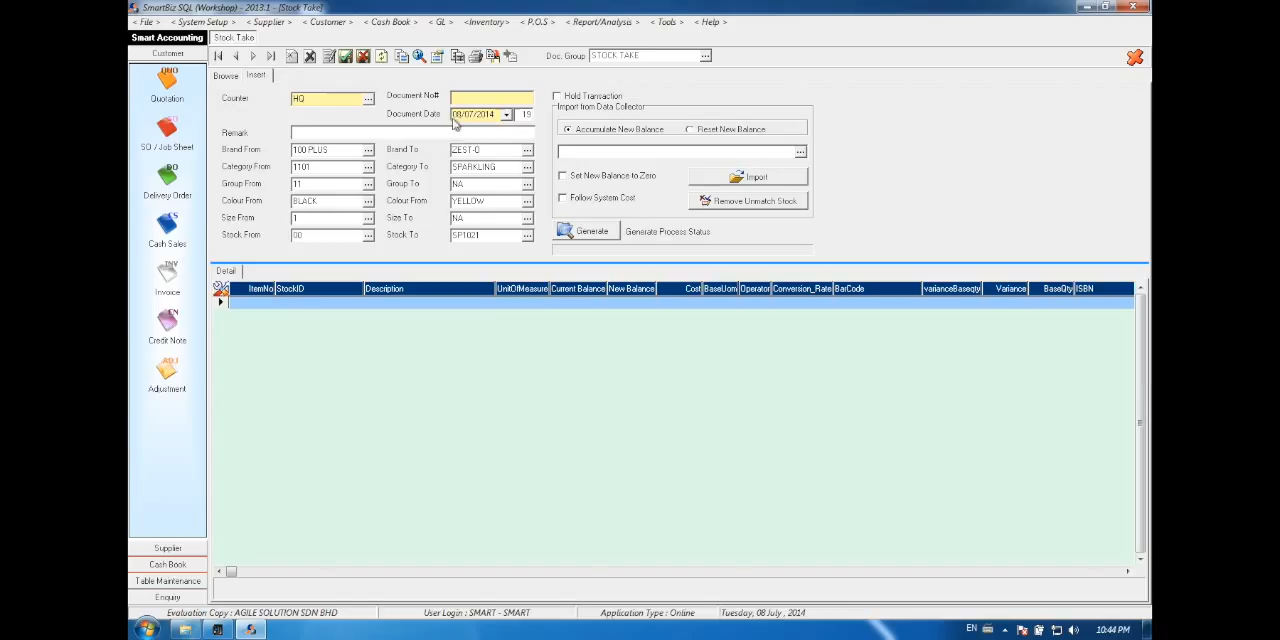 SmartBiz SQL (Workshop) - 2013.1 - [Stock Take]
< File > < System Setup > < Supplier > < Customer > < Cash Book > < GL > <Inventory> < P.O.S > < Report/Analysis > < Tools > < Help >
Smart Accounting
Stock Take
Customer
Doc. Group STOCK TAKE
Browse Insert
QUO
Quotation
SO
SO / Job Sheet
DO
Delivery Order
CS
Cash Sales
INV
Invoice
CN
Credit Note
ADJ
Adjustment
Supplier
Cash Book
Table Maintenance
Enquiry
Counter HQ Document No#
Document Date 08/07/2014 19
Remark
Brand From 100 PLUS Brand To ZEST-O
Category From 1101 Category To SPARKLING
Group From 11 Group To NA
Colour From BLACK Colour From YELLOW
Size From 1 Size To NA
Stock From 00 Stock To SP1021
Hold Transaction
Import from Data Collector
Accumulate New Balance Reset New Balance
Set New Balance to Zero Import
Follow System Cost Remove Unmatch Stock
Generate Generate Process Status
Detail
ItemNo StockID Description UnitOfMeasure Current Balance New Balance Cost BaseUom Operator Conversion_Rate BarCode varianceBaseqty Variance BaseQty ISBN
Evaluation Copy : AGILE SOLUTION SDN BHD User Login : SMART - SMART Application Type : Online Tuesday, 08 July , 2014
EN 10:44 PM